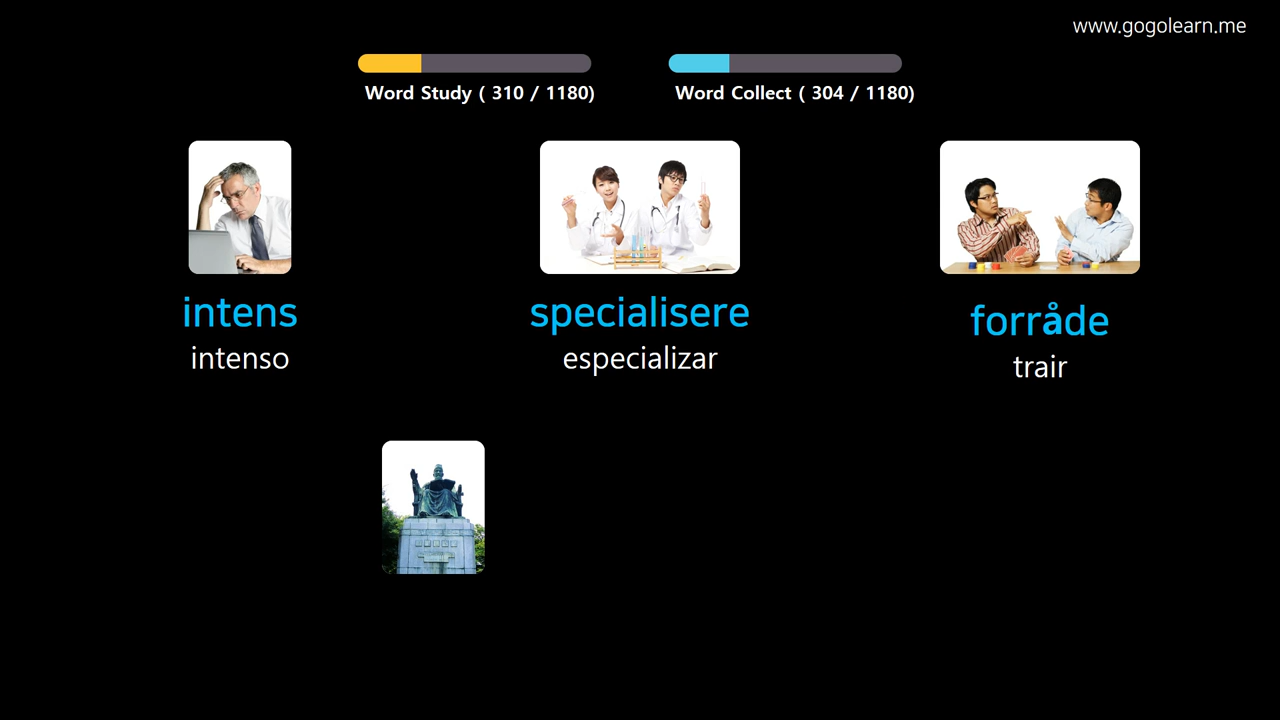 www.gogolearn.me
Word Study ( 310 / 1180)
Word Collect ( 304 / 1180)
intens
intenso
specialisere
especializar
forråde
trair